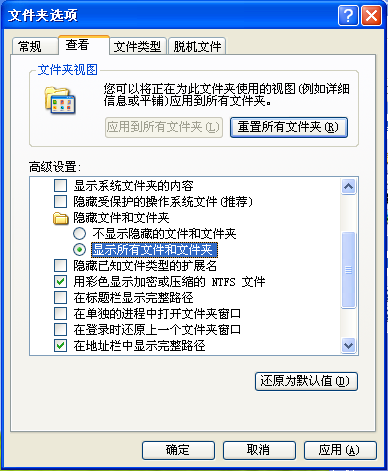 文件夹选项
常规 查看 文件类型 脱机文件
文件夹视图
您可以将正在为此文件夹使用的视图(例如详细
信息或平铺)应用到所有文件夹。
应用到所有文件夹(L) 重置所有文件夹(R)
高级设置:
显示系统文件夹的内容
隐藏受保护的操作系统文件(推荐)
隐藏文件和文件夹
不显示隐藏的文件和文件夹
显示所有文件和文件夹
隐藏已知文件类型的扩展名
用彩色显示加密或压缩的 NTFS 文件
在标题栏显示完整路径
在单独的进程中打开文件夹窗口
在登录时还原上一个文件夹窗口
在地址栏中显示完整路径
还原为默认值(D)
确定 取消 应用(A)